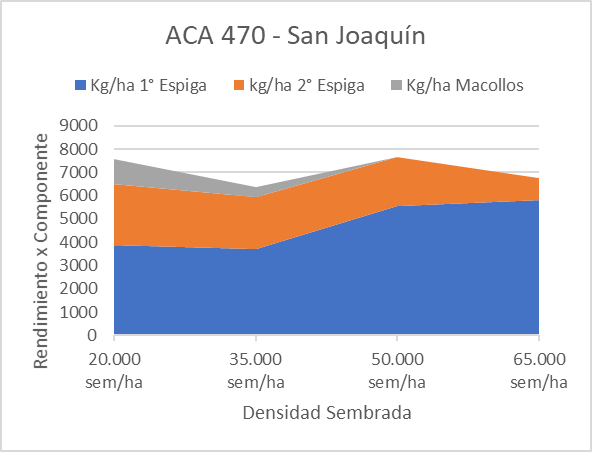 ACA 470 - San Joaquín
Kg/ha 1° Espiga kg/ha 2° Espiga Kg/ha Macollos
Rendimiento x Componente
9000
8000
7000
6000
5000
4000
3000
2000
1000
0
20.000 35.000 50.000 65.000
sem/ha sem/ha sem/ha sem/ha
Densidad Sembrada